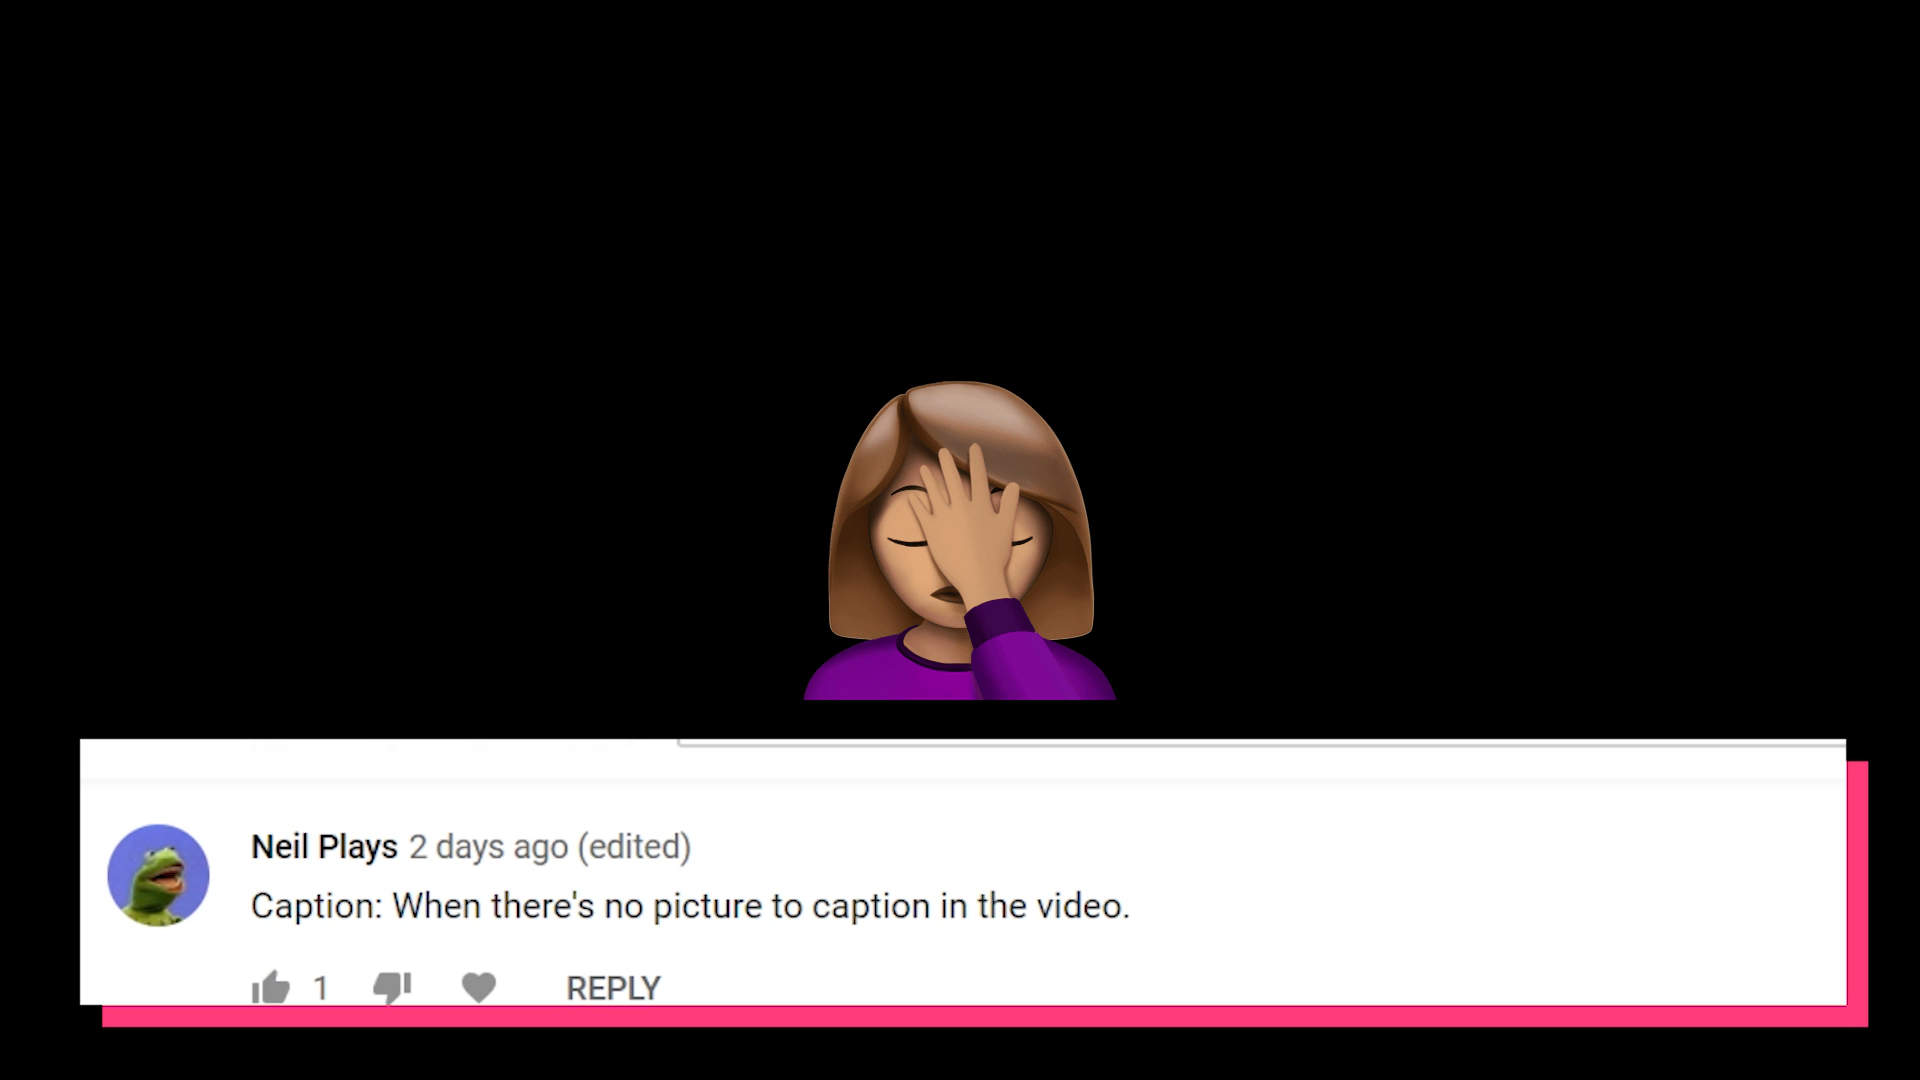 Neil Plays 2 days ago (edited)
Caption: When there's no picture to caption in the video.
1 REPLY